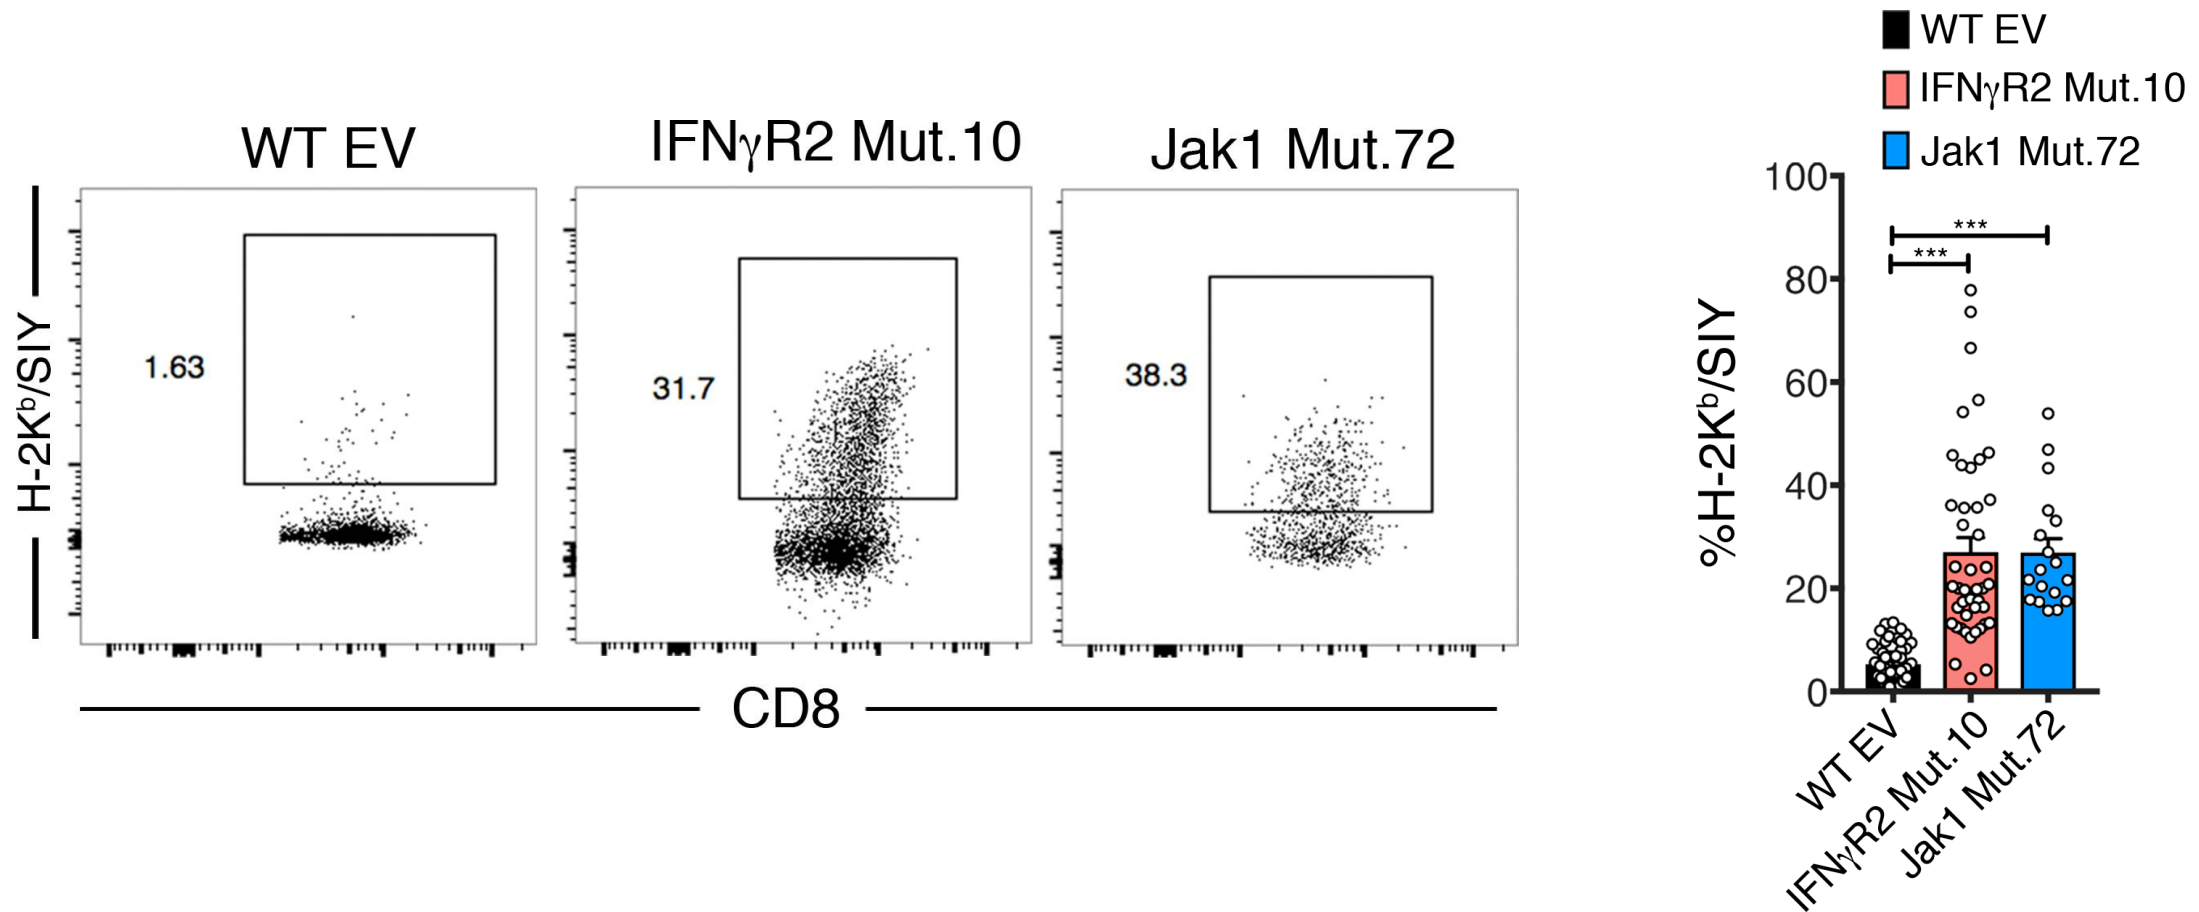 WT EV
IFNγR2 Mut.10
Jak1 Mut.72
H-2Kᵇ/SIY
1.63
31.7
38.3
CD8
WT EV
IFNγR2 Mut.10
Jak1 Mut.72
%H-2Kᵇ/SIY
100
80
60
40
20
0
***
***
WT EV
IFNγR2 Mut.10
Jak1 Mut.72